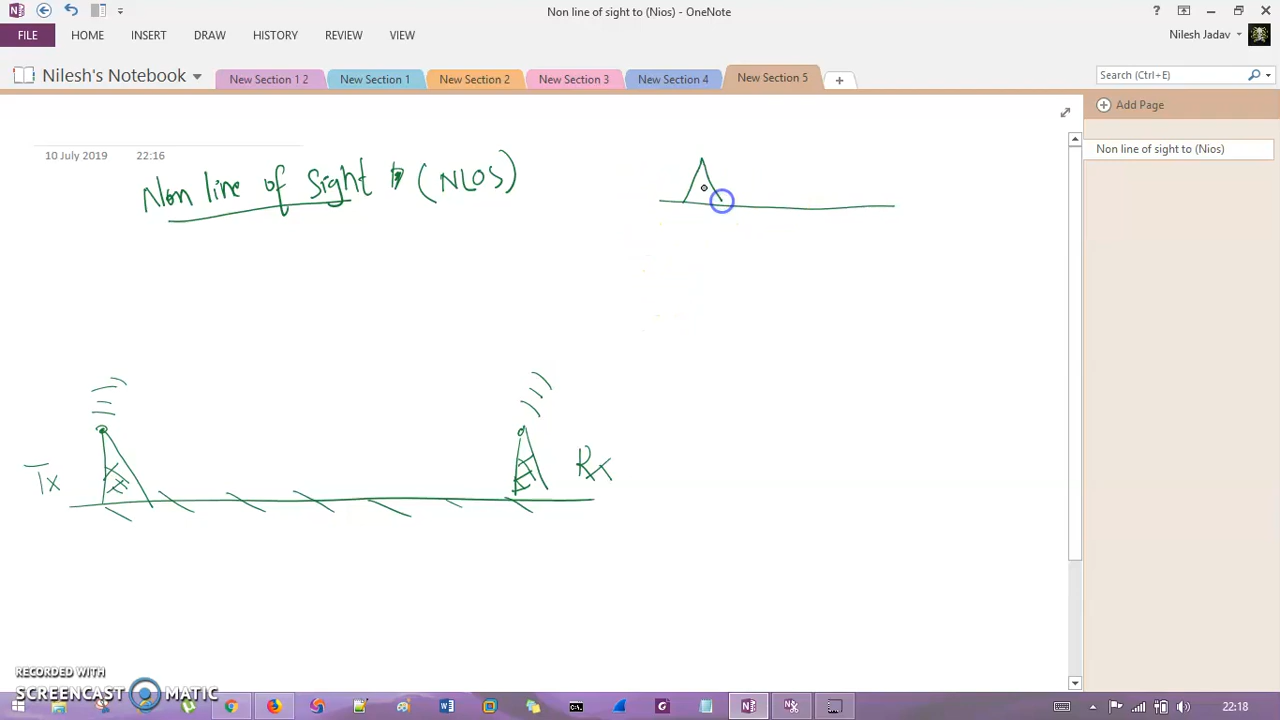 Non line of sight to (Nios) - OneNote
FILE HOME INSERT DRAW HISTORY REVIEW VIEW
Nilesh Jadav
Nilesh's Notebook
New Section 1 2
New Section 1
New Section 2
New Section 3
New Section 4
New Section 5
Search (Ctrl+E)
Add Page
Non line of sight to (Nios)
10 July 2019 22:16
Non line of Sight (NLOS)
Tx
Rx
RECORDED WITH
SCREENCAST MATIC
22:18